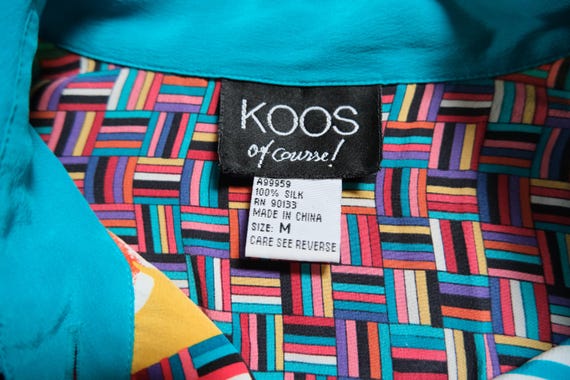 KOOS
of course!
A99959
100% SILK
RN 90133
MADE IN CHINA
SIZE: M
CARE SEE REVERSE